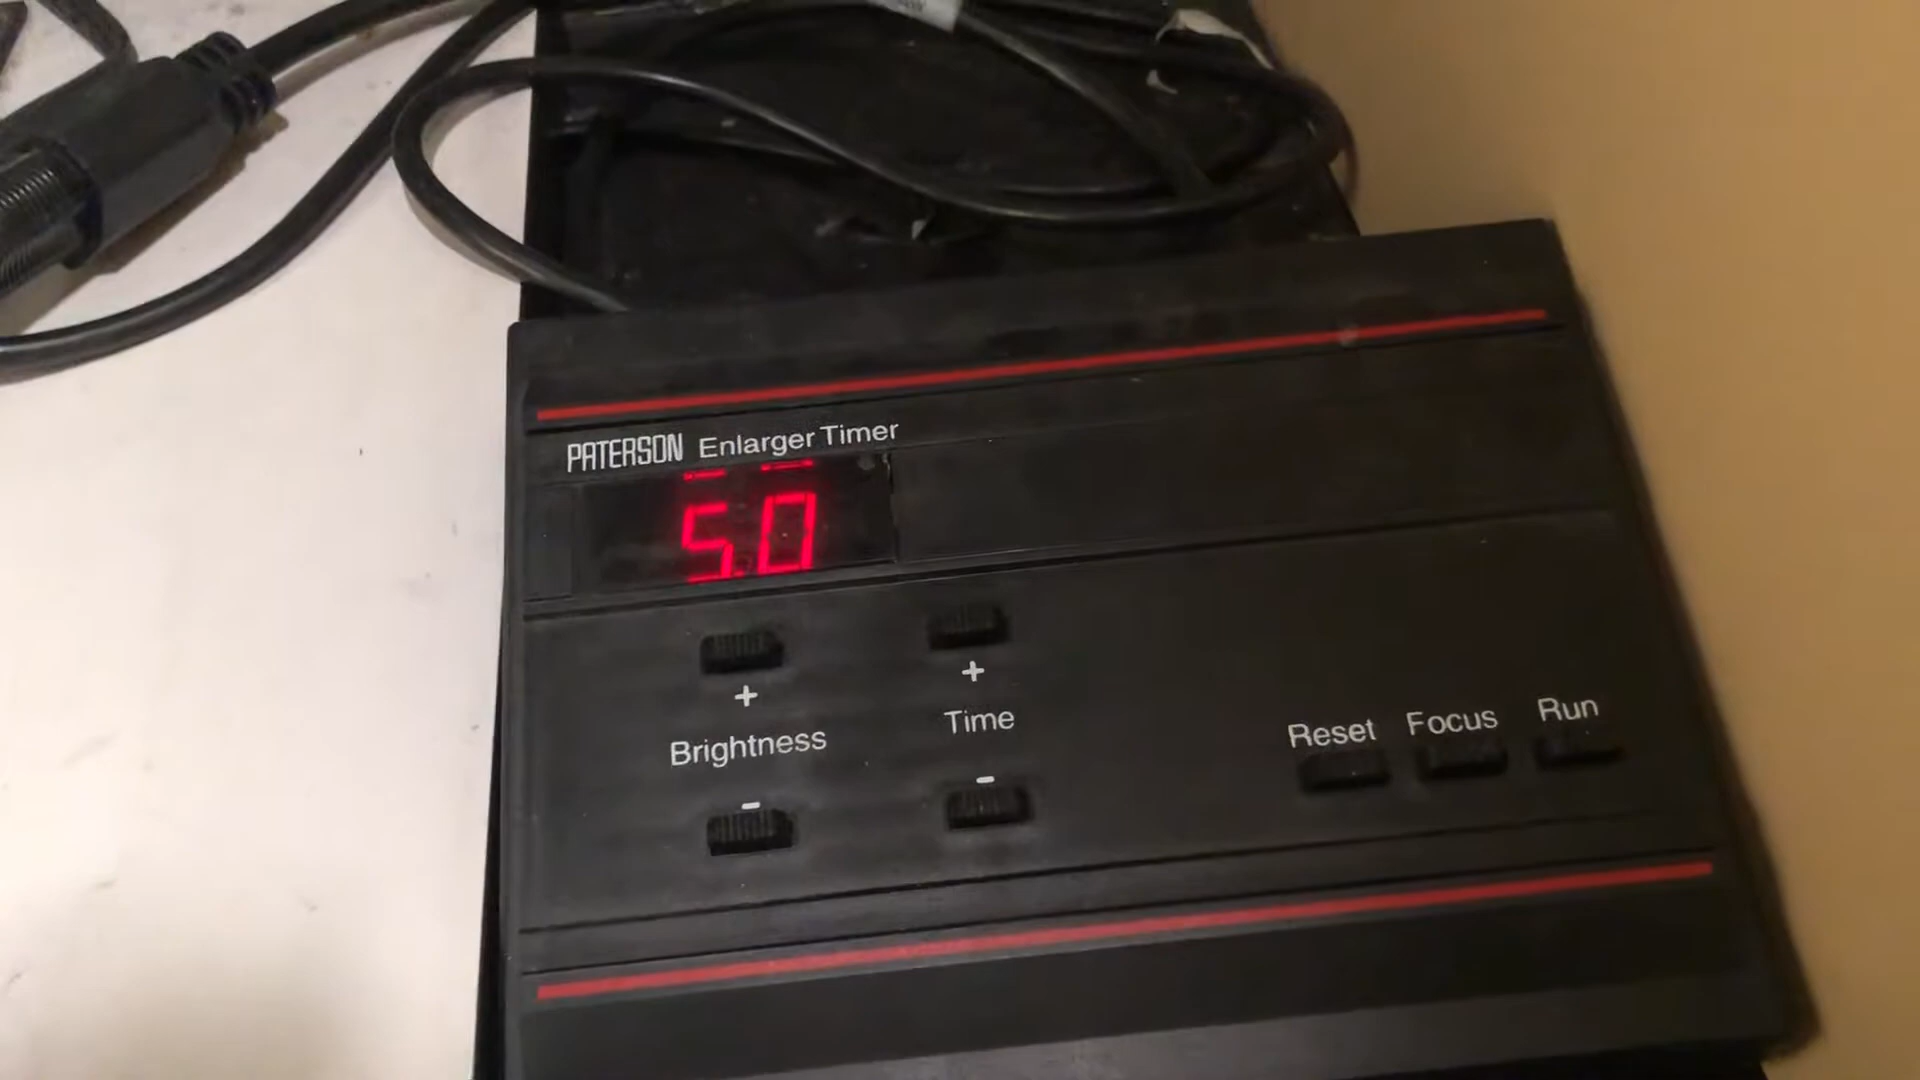 PATERSON Enlarger Timer
5.0
+ +
Brightness Time
- -
Reset Focus Run